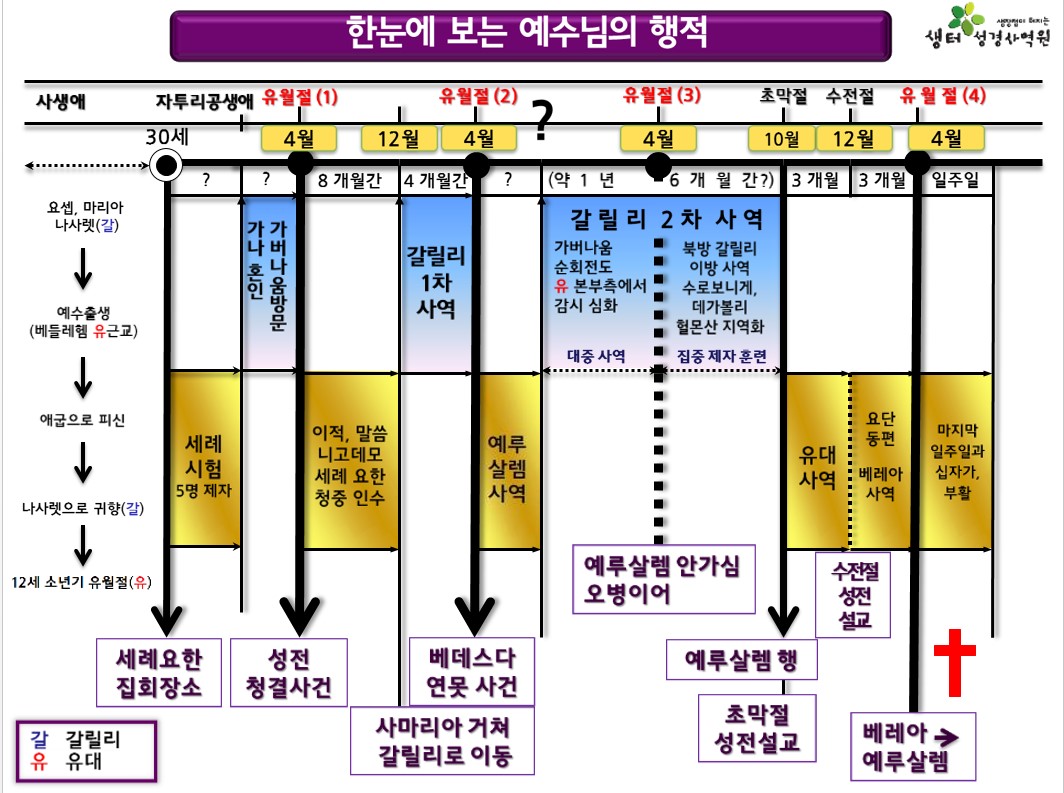 한눈에 보는 예수님의 행적
생명샘이 터지는
생터 성경사역원
사생애
자투리공생애
유월절 (1)
유월절 (2)
?
유월절 (3)
초막절
수전절
유 월 절 (4)
30세
4월
12월
4월
4월
10월
12월
4월
?
?
8 개월간
4 개월간
?
(약 1 년
6 개 월 간?)
3 개월
3 개월
일주일
요셉, 마리아
나사렛(갈)
예수출생
(베들레헴 유근교)
애굽으로 피신
나사렛으로 귀향(갈)
12세 소년기 유월절(유)
세례
시험
5명 제자
가나 혼인
가버나움방문
이적, 말씀
니고데모
세례 요한
청중 인수
갈릴리
1차
사역
예루
살렘
사역
갈 릴 리 2 차 사 역
가버나움
순회전도
유 본부측에서
감시 심화
대중 사역
북방 갈릴리
이방 사역
수로보니게,
데가볼리
헐몬산 지역화
집중 제자 훈련
유대
사역
요단
동편
베레아
사역
마지막
일주일과
십자가,
부활
세례요한
집회장소
성전
청결사건
베데스다
연못 사건
사마리아 거쳐
갈릴리로 이동
예루살렘 안가심
오병이어
예루살렘 행
초막절
성전설교
수전절
성전
설교
베레아 →
예루살렘
갈 갈릴리
유 유대